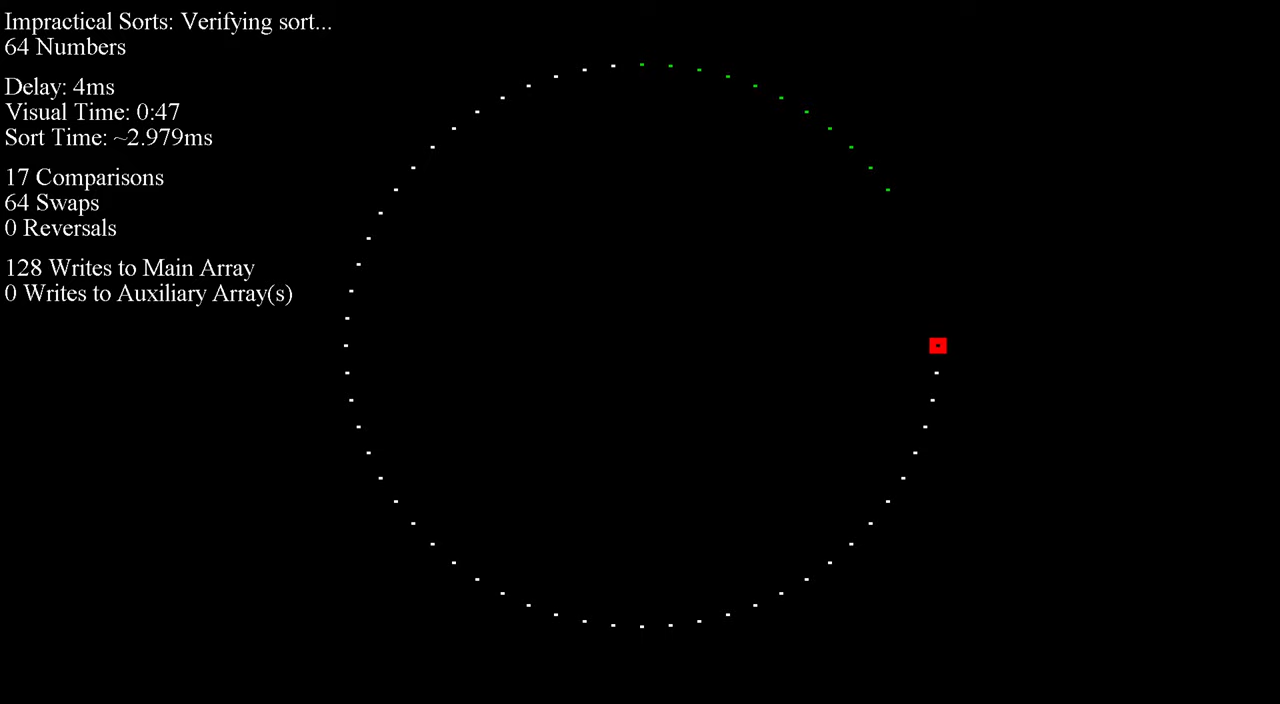 Impractical Sorts: Verifying sort...
64 Numbers
Delay: 4ms
Visual Time: 0:47
Sort Time: ~2.979ms
17 Comparisons
64 Swaps
0 Reversals
128 Writes to Main Array
0 Writes to Auxiliary Array(s)